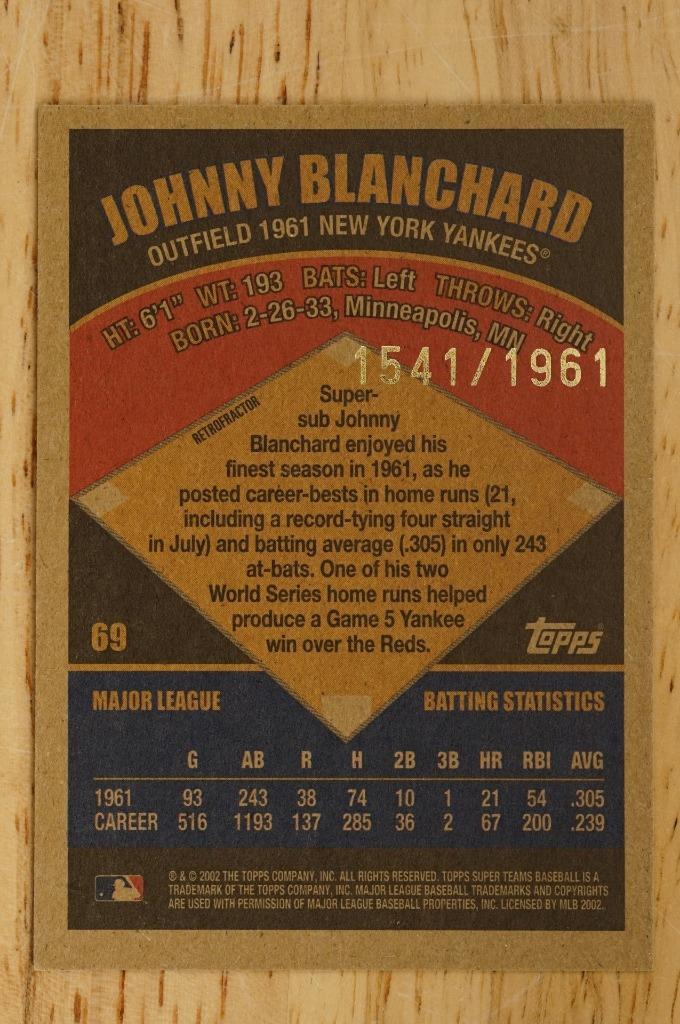 JOHNNY BLANCHARD
OUTFIELD 1961 NEW YORK YANKEES®
HT: 6'1" WT: 193 BATS: Left THROWS: Right
BORN: 2-26-33, Minneapolis, MN
1541/1961
RETROFRACTOR
Super-
sub Johnny
Blanchard enjoyed his
finest season in 1961, as he
posted career-bests in home runs (21,
including a record-tying four straight
in July) and batting average (.305) in only 243
at-bats. One of his two
World Series home runs helped
produce a Game 5 Yankee
win over the Reds.
69
topps
MAJOR LEAGUE BATTING STATISTICS
G AB R H 2B 3B HR RBI AVG
1961 93 243 38 74 10 1 21 54 .305
CAREER 516 1193 137 285 36 2 67 200 .239
® & © 2002 THE TOPPS COMPANY, INC. ALL RIGHTS RESERVED. TOPPS SUPER TEAMS BASEBALL IS A
TRADEMARK OF THE TOPPS COMPANY, INC. MAJOR LEAGUE BASEBALL TRADEMARKS AND COPYRIGHTS
ARE USED WITH PERMISSION OF MAJOR LEAGUE BASEBALL PROPERTIES, INC. LICENSED BY MLB 2002.